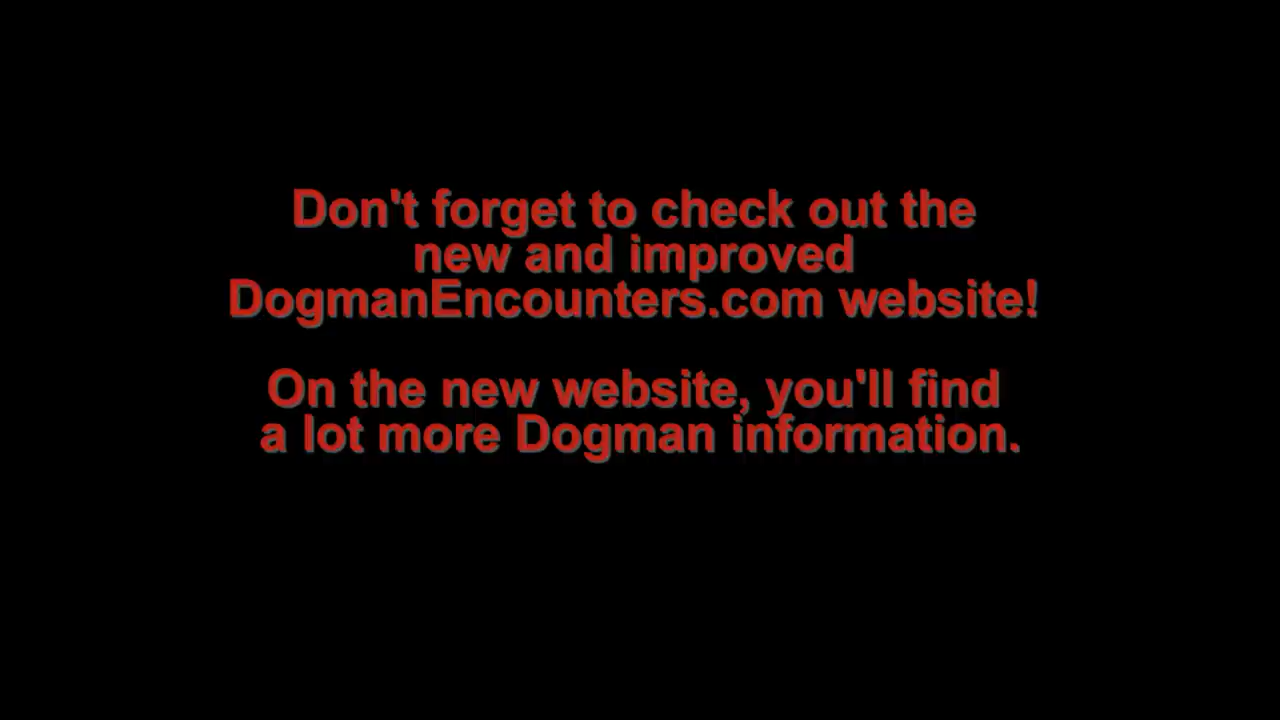 Don't forget to check out the
new and improved
DogmanEncounters.com website!
On the new website, you'll find
a lot more Dogman information.